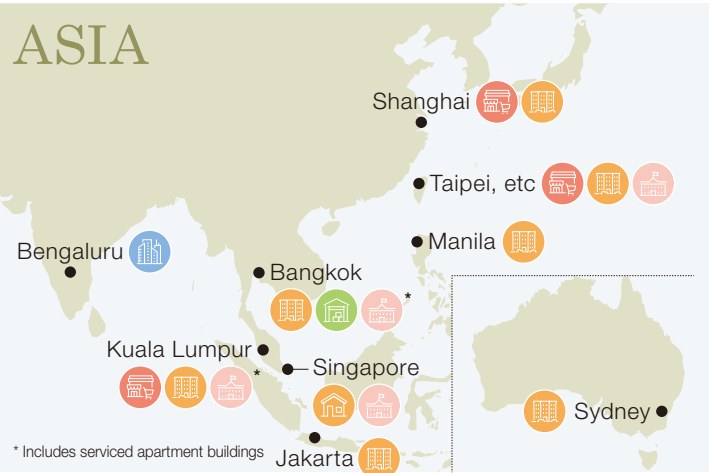 ASIA
Shanghai
Taipei, etc
Manila
Bengaluru
Bangkok
*
Kuala Lumpur
*
Singapore
Sydney
* Includes serviced apartment buildings
Jakarta